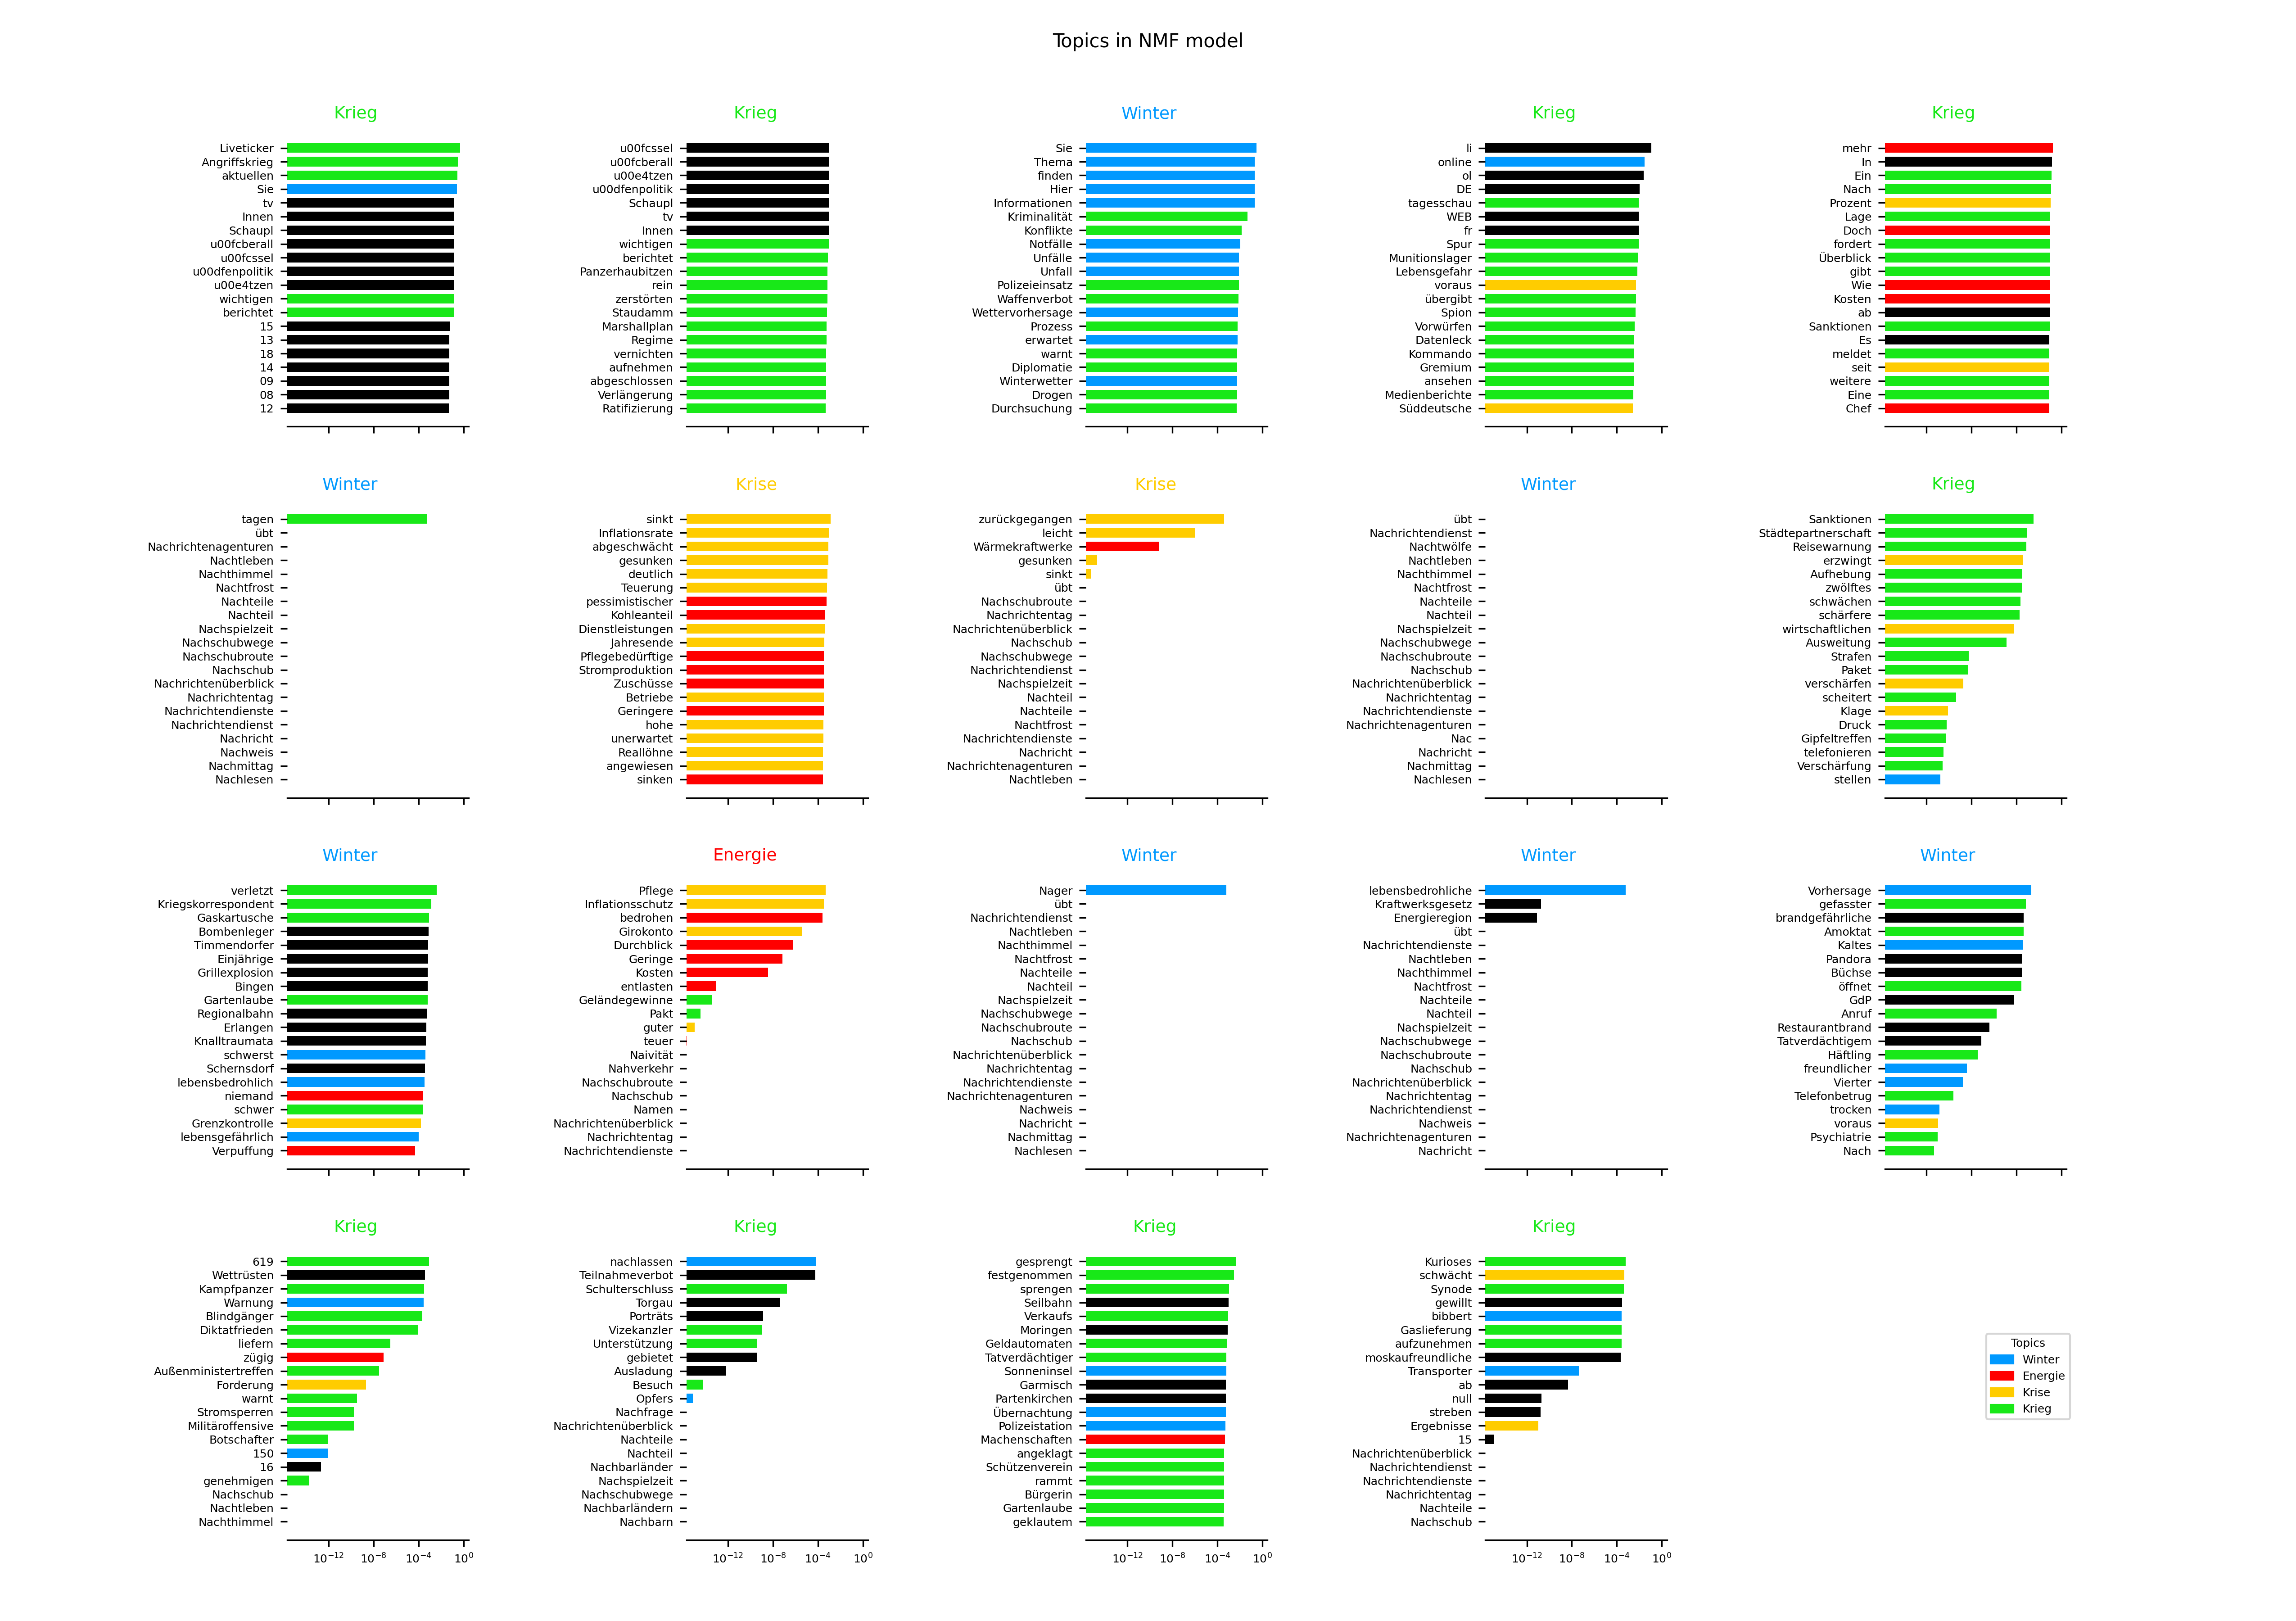 Topics in NMF model
Krieg
Liveticker
Angriffskrieg
aktuellen
Sie
tv
Innen
Schaupl
u00fcberall
u00fcssel
u00dfenpolitik
u00e4tzen
wichtigen
berichtet
15
13
18
14
09
08
12
Krieg
u00fcssel
u00fcberall
u00e4tzen
u00dfenpolitik
Schaupl
tv
Innen
wichtigen
berichtet
Panzerhaubitzen
rein
zerstörten
Staudamm
Marshallplan
Regime
vernichten
aufnehmen
abgeschlossen
Verlängerung
Ratifizierung
Winter
Sie
Thema
finden
Hier
Informationen
Kriminalität
Konflikte
Notfälle
Unfälle
Unfall
Polizeieinsatz
Waffenverbot
Wettervorhersage
Prozess
erwartet
warnt
Diplomatie
Winterwetter
Drogen
Durchsuchung
Krieg
li
online
ol
DE
tagesschau
WEB
fr
Spur
Munitionslager
Lebensgefahr
voraus
übergibt
Spion
Vorwürfen
Datenleck
Kommando
Gremium
ansehen
Medienberichte
Süddeutsche
Krieg
mehr
In
Ein
Nach
Prozent
Lage
Doch
fordert
Überblick
gibt
Wie
Kosten
ab
Sanktionen
Es
meldet
seit
weitere
Eine
Chef
Winter
tagen
übt
Nachrichtenagenturen
Nachtleben
Nachthimmel
Nachtfrost
Nachteile
Nachteil
Nachspielzeit
Nachschubwege
Nachschubroute
Nachschub
Nachrichtenüberblick
Nachrichtentag
Nachrichtendienste
Nachrichtendienst
Nachricht
Nachweis
Nachmittag
Nachlesen
Krise
sinkt
Inflationsrate
abgeschwächt
gesunken
deutlich
Teuerung
pessimistischer
Kohleanteil
Dienstleistungen
Jahresende
Pflegebedürftige
Stromproduktion
Zuschüsse
Betriebe
Geringere
hohe
unerwartet
Reallöhne
angewiesen
sinken
Krise
zurückgegangen
leicht
Wärmekraftwerke
gesunken
sinkt
übt
Nachschubroute
Nachrichtentag
Nachrichtenüberblick
Nachschub
Nachschubwege
Nachrichtendienst
Nachspielzeit
Nachteil
Nachteile
Nachtfrost
Nachrichtendienste
Nachricht
Nachrichtenagenturen
Nachtleben
Winter
übt
Nachrichtendienst
Nachtwölfe
Nachtleben
Nachthimmel
Nachtfrost
Nachteile
Nachteil
Nachspielzeit
Nachschubwege
Nachschubroute
Nachschub
Nachrichtenüberblick
Nachrichtentag
Nachrichtendienste
Nachrichtenagenturen
Nac
Nachricht
Nachmittag
Nachlesen
Krieg
Sanktionen
Städtepartnerschaft
Reisewarnung
erzwingt
Aufhebung
zwölftes
schwächen
schärfere
wirtschaftlichen
Ausweitung
Strafen
Paket
verschärfen
scheitert
Klage
Druck
Gipfeltreffen
telefonieren
Verschärfung
stellen
Winter
verletzt
Kriegskorrespondent
Gaskartusche
Bombenleger
Timmendorfer
Einjährige
Grillexplosion
Bingen
Gartenlaube
Regionalbahn
Erlangen
Knalltraumata
schwerst
Schernsdorf
lebensbedrohlich
niemand
schwer
Grenzkontrolle
lebensgefährlich
Verpuffung
Energie
Pflege
Inflationsschutz
bedrohen
Girokonto
Durchblick
Geringe
Kosten
entlasten
Geländegewinne
Pakt
guter
teuer
Naivität
Nahverkehr
Nachschubroute
Nachschub
Namen
Nachrichtenüberblick
Nachrichtentag
Nachrichtendienste
Winter
Nager
übt
Nachrichtendienst
Nachtleben
Nachthimmel
Nachtfrost
Nachteile
Nachteil
Nachspielzeit
Nachschubwege
Nachschubroute
Nachschub
Nachrichtenüberblick
Nachrichtentag
Nachrichtendienste
Nachrichtenagenturen
Nachweis
Nachricht
Nachmittag
Nachlesen
Winter
lebensbedrohliche
Kraftwerksgesetz
Energieregion
übt
Nachrichtendienste
Nachtleben
Nachthimmel
Nachtfrost
Nachteile
Nachteil
Nachspielzeit
Nachschubwege
Nachschubroute
Nachschub
Nachrichtenüberblick
Nachrichtentag
Nachrichtendienst
Nachweis
Nachrichtenagenturen
Nachricht
Winter
Vorhersage
gefasster
brandgefährliche
Amoktat
Kaltes
Pandora
Büchse
öffnet
GdP
Anruf
Restaurantbrand
Tatverdächtigem
Häftling
freundlicher
Vierter
Telefonbetrug
trocken
voraus
Psychiatrie
Nach
Krieg
619
Wettrüsten
Kampfpanzer
Warnung
Blindgänger
Diktatfrieden
liefern
zügig
Außenministertreffen
Forderung
warnt
Stromsperren
Militäroffensive
Botschafter
150
16
genehmigen
Nachschub
Nachtleben
Nachthimmel
10⁻¹² 10⁻⁸ 10⁻⁴ 10⁰
Krieg
nachlassen
Teilnahmeverbot
Schulterschluss
Torgau
Porträts
Vizekanzler
Unterstützung
gebietet
Ausladung
Besuch
Opfers
Nachfrage
Nachrichtenüberblick
Nachteile
Nachteil
Nachbarländer
Nachspielzeit
Nachschubwege
Nachbarländern
Nachbarn
10⁻¹² 10⁻⁸ 10⁻⁴ 10⁰
Krieg
gesprengt
festgenommen
sprengen
Seilbahn
Verkaufs
Moringen
Geldautomaten
Tatverdächtiger
Sonneninsel
Garmisch
Partenkirchen
Übernachtung
Polizeistation
Machenschaften
angeklagt
Schützenverein
rammt
Bürgerin
Gartenlaube
geklautem
10⁻¹² 10⁻⁸ 10⁻⁴ 10⁰
Krieg
Kurioses
schwächt
Synode
gewillt
bibbert
Gaslieferung
aufzunehmen
moskaufreundliche
Transporter
ab
null
streben
Ergebnisse
15
Nachrichtenüberblick
Nachrichtendienst
Nachrichtendienste
Nachrichtentag
Nachteile
Nachschub
10⁻¹² 10⁻⁸ 10⁻⁴ 10⁰
Topics
Winter
Energie
Krise
Krieg